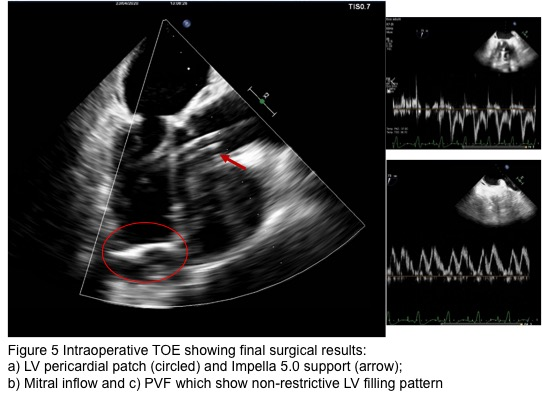 TIS0.7
Figure 5 Intraoperative TOE showing final surgical results:
a) LV pericardial patch (circled) and Impella 5.0 support (arrow);
b) Mitral inflow and c) PVF which show non-restrictive LV filling pattern